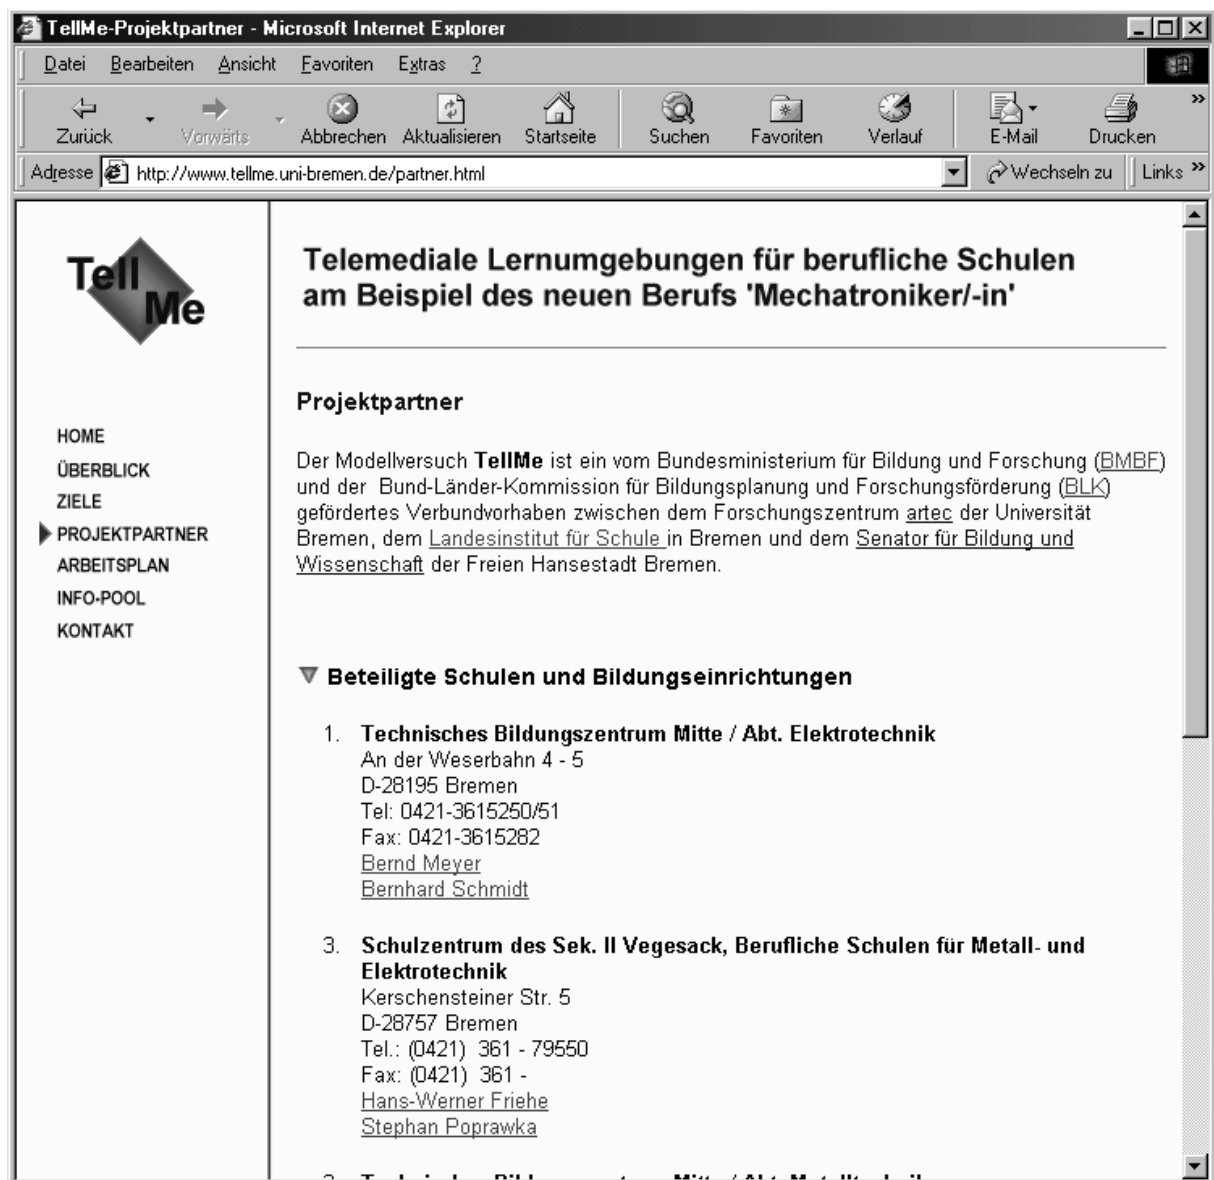 TellMe-Projektpartner - Microsoft Internet Explorer
Datei Bearbeiten Ansicht Favoriten Extras ?
Zurück Vorwärts Abbrechen Aktualisieren Startseite Suchen Favoriten Verlauf E-Mail Drucken »
Adresse http://www.tellme.uni-bremen.de/partner.html Wechseln zu Links »
Tell
Me
Telemediale Lernumgebungen für berufliche Schulen
am Beispiel des neuen Berufs 'Mechatroniker/-in'
HOME
ÜBERBLICK
ZIELE
PROJEKTPARTNER
ARBEITSPLAN
INFO-POOL
KONTAKT
Projektpartner
Der Modellversuch TellMe ist ein vom Bundesministerium für Bildung und Forschung (BMBF)
und der Bund-Länder-Kommission für Bildungsplanung und Forschungsförderung (BLK)
gefördertes Verbundvorhaben zwischen dem Forschungszentrum artec der Universität
Bremen, dem Landesinstitut für Schule in Bremen und dem Senator für Bildung und
Wissenschaft der Freien Hansestadt Bremen.
Beteiligte Schulen und Bildungseinrichtungen
1. Technisches Bildungszentrum Mitte / Abt. Elektrotechnik
An der Weserbahn 4 - 5
D-28195 Bremen
Tel: 0421-3615250/51
Fax: 0421-3615282
Bernd Meyer
Bernhard Schmidt
3. Schulzentrum des Sek. II Vegesack, Berufliche Schulen für Metall- und
Elektrotechnik
Kerschensteiner Str. 5
D-28757 Bremen
Tel.: (0421) 361 - 79550
Fax: (0421) 361 -
Hans-Werner Friehe
Stephan Poprawka